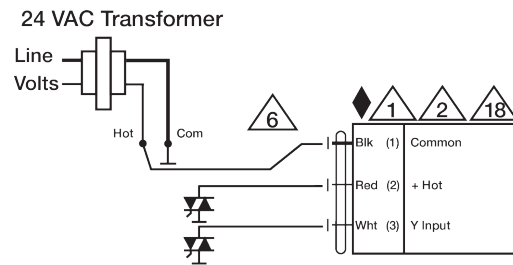 24 VAC Transformer
Line
Volts
Hot
Com
6
1
2
18
Blk (1) Common
Red (2) + Hot
Wht (3) Y Input